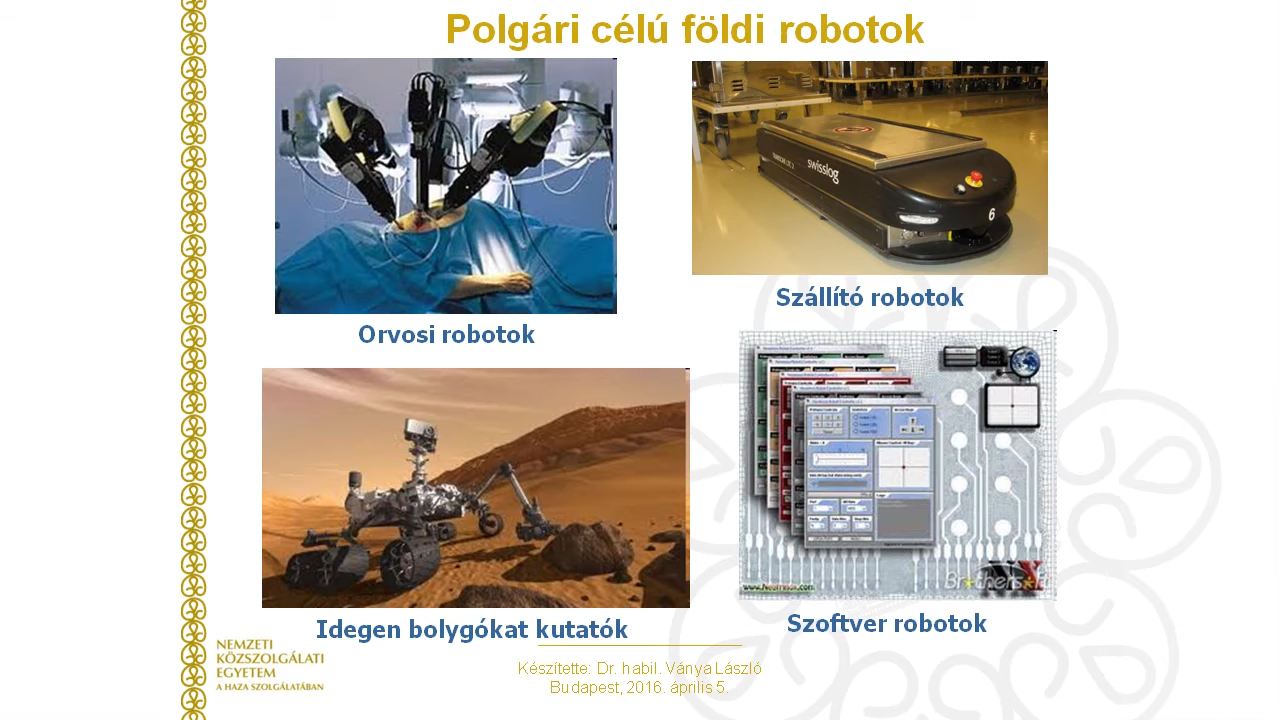 Polgári célú földi robotok
swisslog
6
Szállító robotok
Orvosi robotok
Idegen bolygókat kutatók
Szoftver robotok
NEMZETI
KÖZSZOLGÁLATI
EGYETEM
A HAZA SZOLGÁLATÁBAN
Készítette: Dr. habil. Ványa László
Budapest, 2016. április 5.